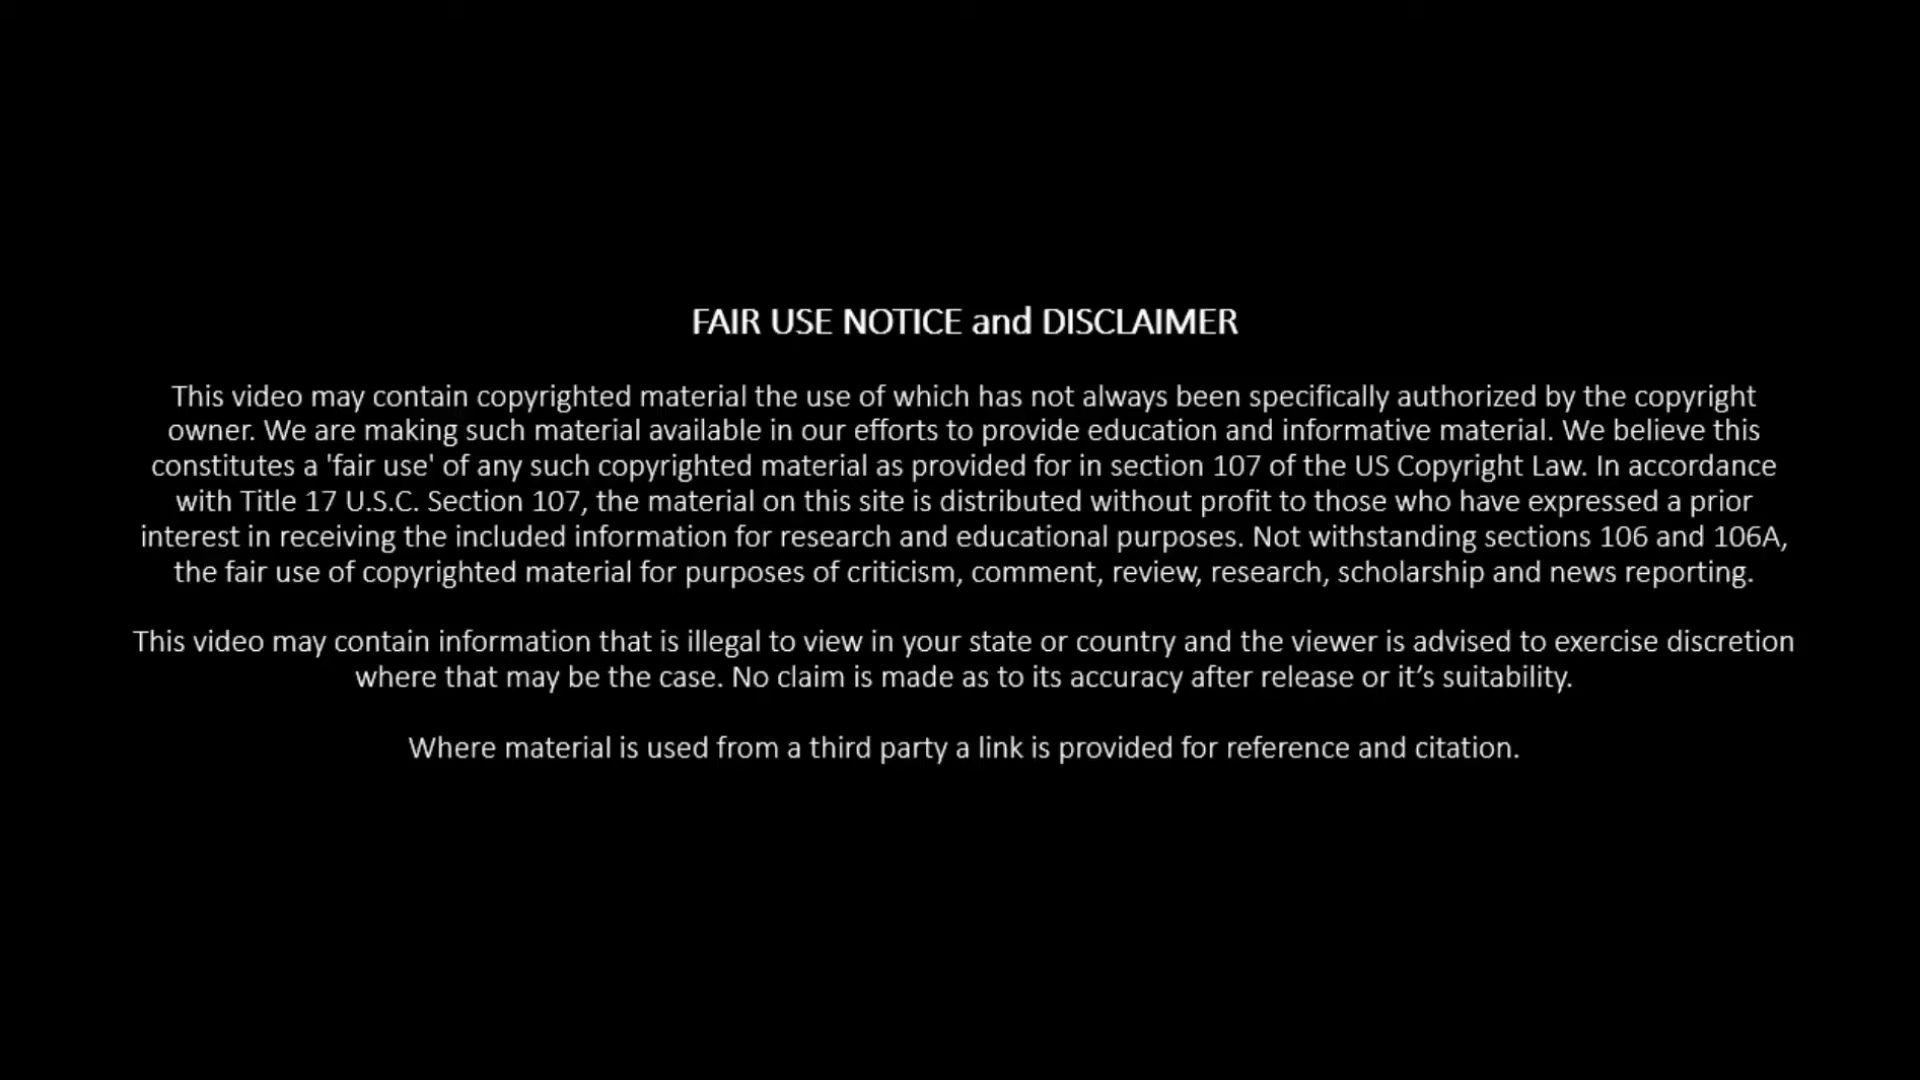 FAIR USE NOTICE and DISCLAIMER
This video may contain copyrighted material the use of which has not always been specifically authorized by the copyright
owner. We are making such material available in our efforts to provide education and informative material. We believe this
constitutes a 'fair use' of any such copyrighted material as provided for in section 107 of the US Copyright Law. In accordance
with Title 17 U.S.C. Section 107, the material on this site is distributed without profit to those who have expressed a prior
interest in receiving the included information for research and educational purposes. Not withstanding sections 106 and 106A,
the fair use of copyrighted material for purposes of criticism, comment, review, research, scholarship and news reporting.
This video may contain information that is illegal to view in your state or country and the viewer is advised to exercise discretion
where that may be the case. No claim is made as to its accuracy after release or it’s suitability.
Where material is used from a third party a link is provided for reference and citation.